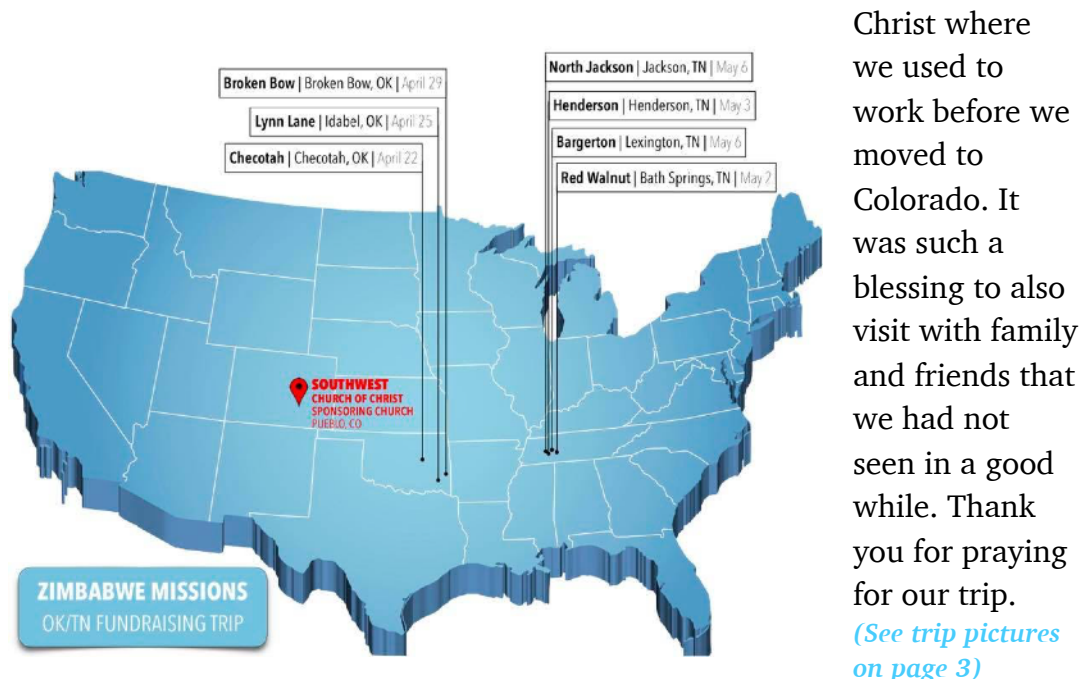 Broken Bow | Broken Bow, OK | April 29
Lynn Lane | Idabel, OK | April 25
Checotah | Checotah, OK | April 22
North Jackson | Jackson, TN | May 6
Henderson | Henderson, TN | May 3
Bargerton | Lexington, TN | May 6
Red Walnut | Bath Springs, TN | May 2
SOUTHWEST
CHURCH OF CHRIST
SPONSORING CHURCH
PUEBLO, CO
ZIMBABWE MISSIONS
OK/TN FUNDRAISING TRIP
Christ where
we used to
work before we
moved to
Colorado. It
was such a
blessing to also
visit with family
and friends that
we had not
seen in a good
while. Thank
you for praying
for our trip.
(See trip pictures
on page 3)